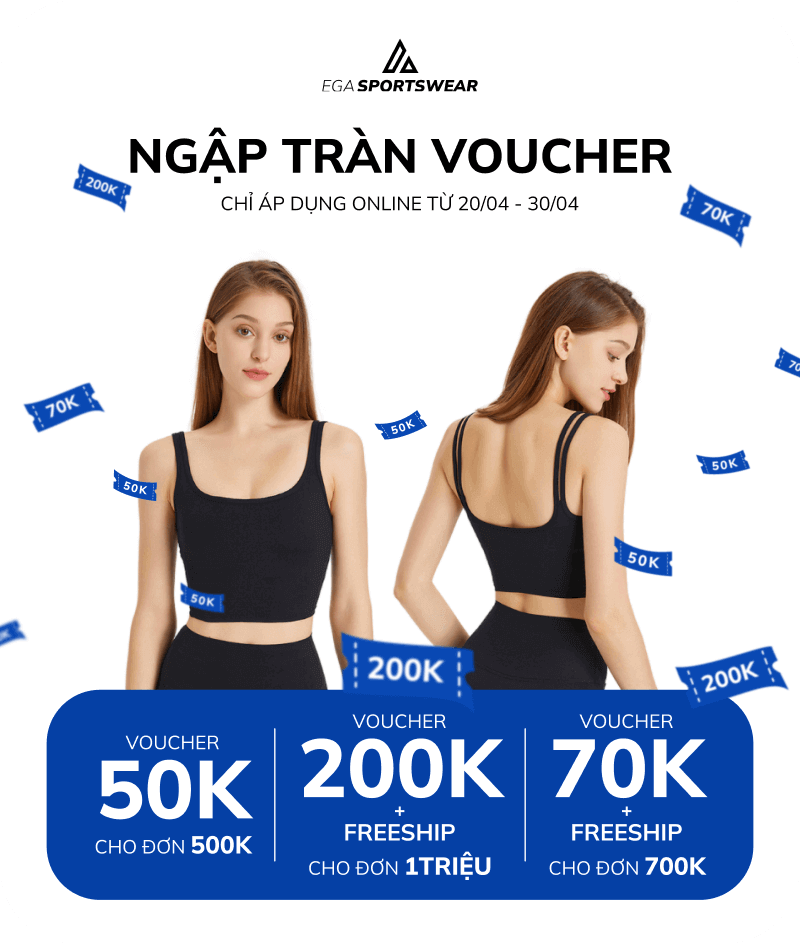 EGA SPORTSWEAR
NGẬP TRÀN VOUCHER
CHỈ ÁP DỤNG ONLINE TỪ 20/04 - 30/04
200K
70K
70K
50K
50K
50K
50K
50K
200K
200K
VOUCHER
50K
CHO ĐƠN 500K
VOUCHER
200K
+
FREESHIP
CHO ĐƠN 1TRIỆU
VOUCHER
70K
+
FREESHIP
CHO ĐƠN 700K